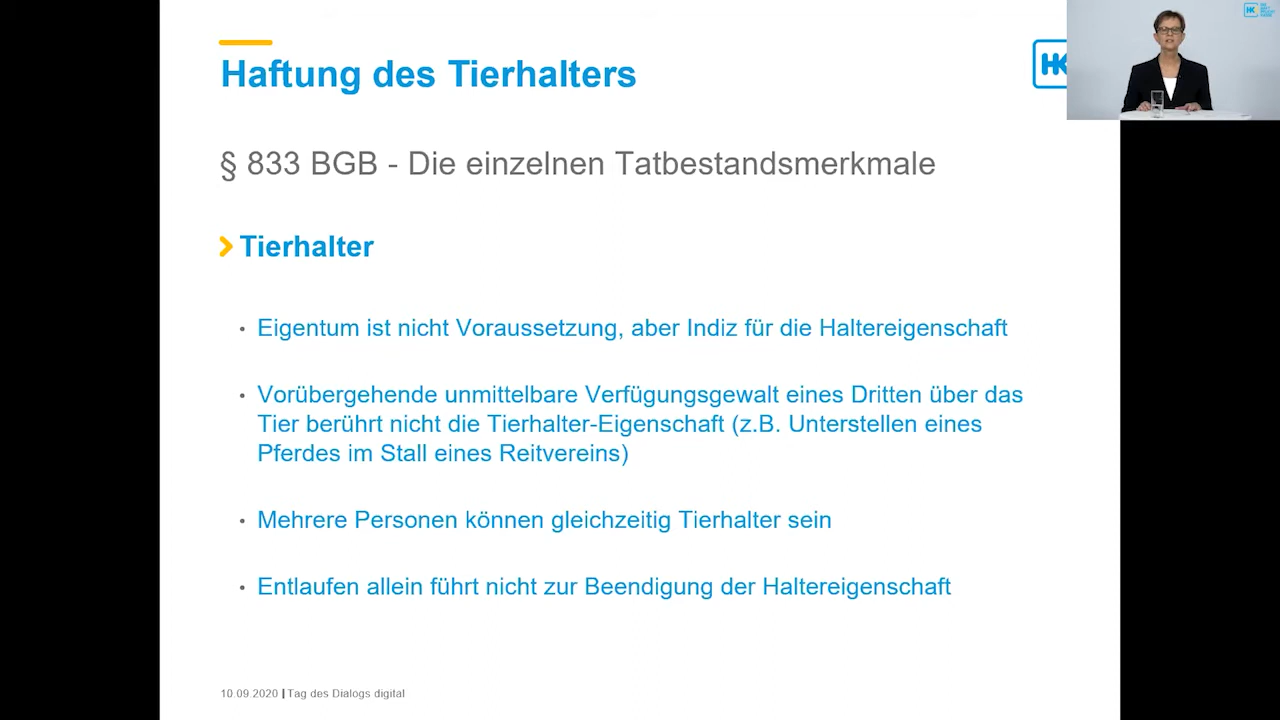 Haftung des Tierhalters
HK
HK
§ 833 BGB - Die einzelnen Tatbestandsmerkmale
Tierhalter
• Eigentum ist nicht Voraussetzung, aber Indiz für die Haltereigenschaft
• Vorübergehende unmittelbare Verfügungsgewalt eines Dritten über das
Tier berührt nicht die Tierhalter-Eigenschaft (z.B. Unterstellen eines
Pferdes im Stall eines Reitvereins)
• Mehrere Personen können gleichzeitig Tierhalter sein
• Entlaufen allein führt nicht zur Beendigung der Haltereigenschaft
10.09.2020 | Tag des Dialogs digital